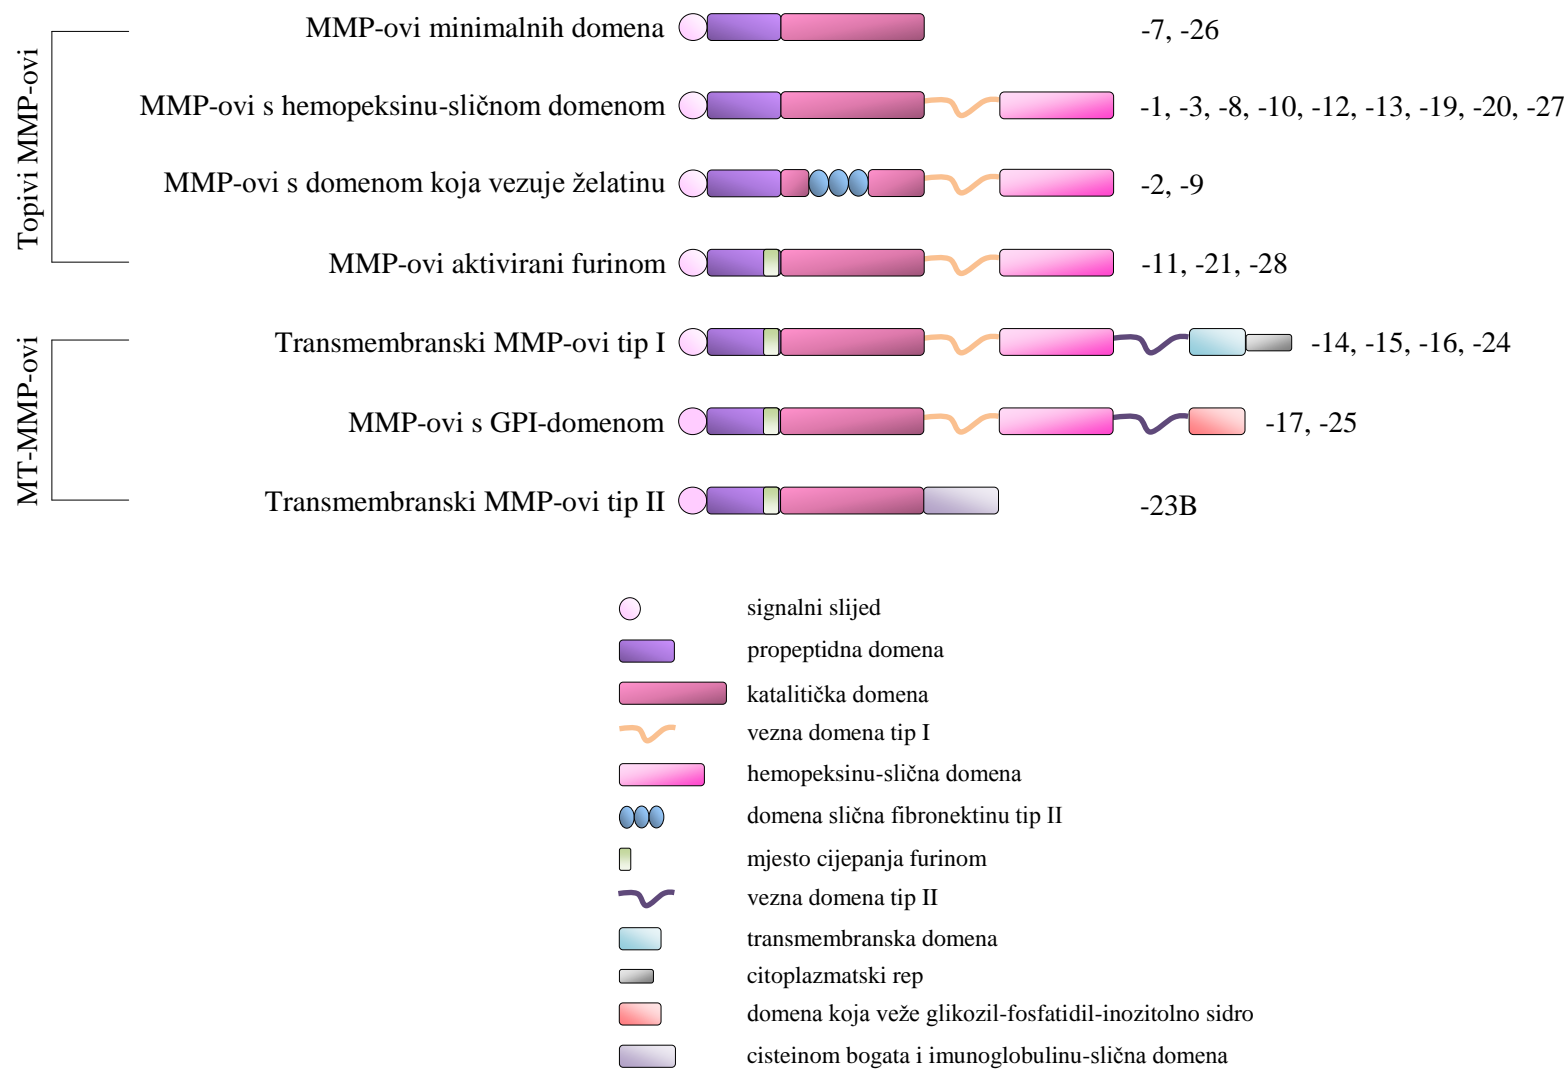 Topivi MMP-ovi
MMP-ovi minimalnih domena -7, -26
MMP-ovi s hemopeksinu-sličnom domenom -1, -3, -8, -10, -12, -13, -19, -20, -27
MMP-ovi s domenom koja vezuje želatinu -2, -9
MMP-ovi aktivirani furinom -11, -21, -28
MT-MMP-ovi
Transmembranski MMP-ovi tip I -14, -15, -16, -24
MMP-ovi s GPI-domenom -17, -25
Transmembranski MMP-ovi tip II -23B
signalni slijed
propeptidna domena
katalitička domena
vezna domena tip I
hemopeksinu-slična domena
domena slična fibronektinu tip II
mjesto cijepanja furinom
vezna domena tip II
transmembranska domena
citoplazmatski rep
domena koja veže glikozil-fosfatidil-inozitolno sidro
cisteinom bogata i imunoglobulinu-slična domena